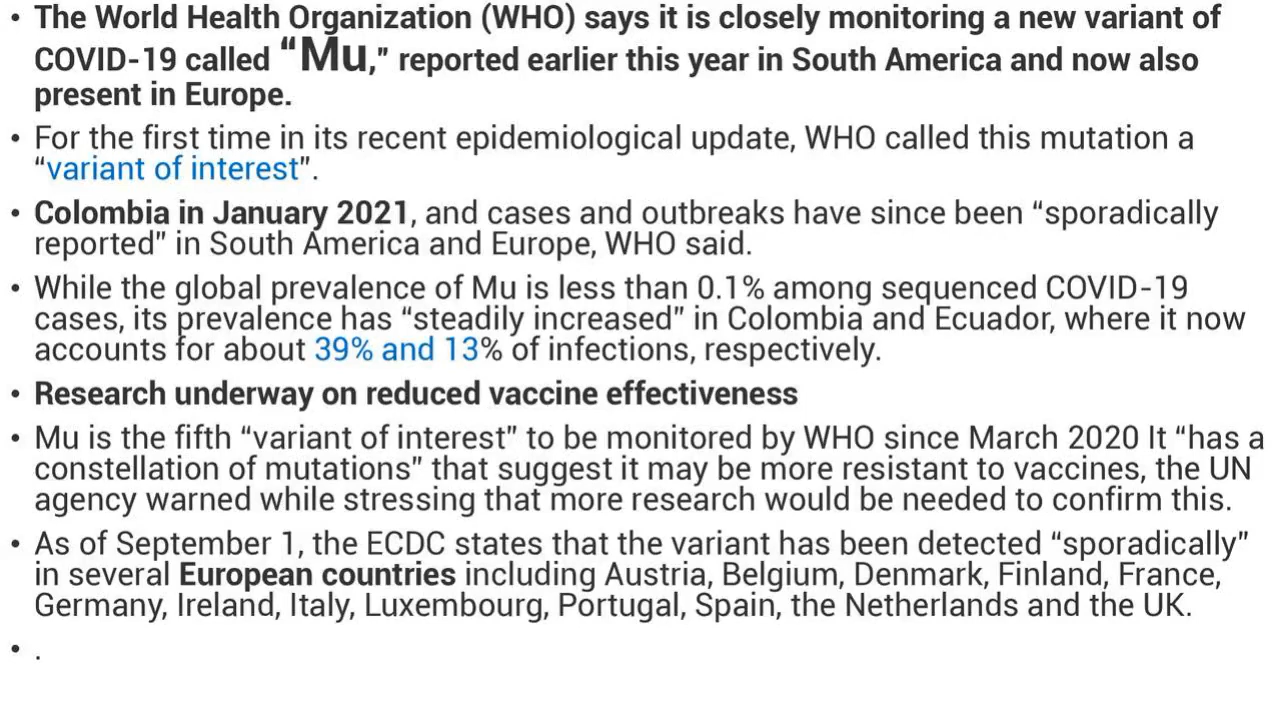 • The World Health Organization (WHO) says it is closely monitoring a new variant of
COVID-19 called “Mu,” reported earlier this year in South America and now also
present in Europe.
• For the first time in its recent epidemiological update, WHO called this mutation a
“variant of interest”.
• Colombia in January 2021, and cases and outbreaks have since been “sporadically
reported” in South America and Europe, WHO said.
• While the global prevalence of Mu is less than 0.1% among sequenced COVID-19
cases, its prevalence has “steadily increased” in Colombia and Ecuador, where it now
accounts for about 39% and 13% of infections, respectively.
• Research underway on reduced vaccine effectiveness
• Mu is the fifth “variant of interest” to be monitored by WHO since March 2020 It “has a
constellation of mutations” that suggest it may be more resistant to vaccines, the UN
agency warned while stressing that more research would be needed to confirm this.
• As of September 1, the ECDC states that the variant has been detected “sporadically”
in several European countries including Austria, Belgium, Denmark, Finland, France,
Germany, Ireland, Italy, Luxembourg, Portugal, Spain, the Netherlands and the UK.
• .